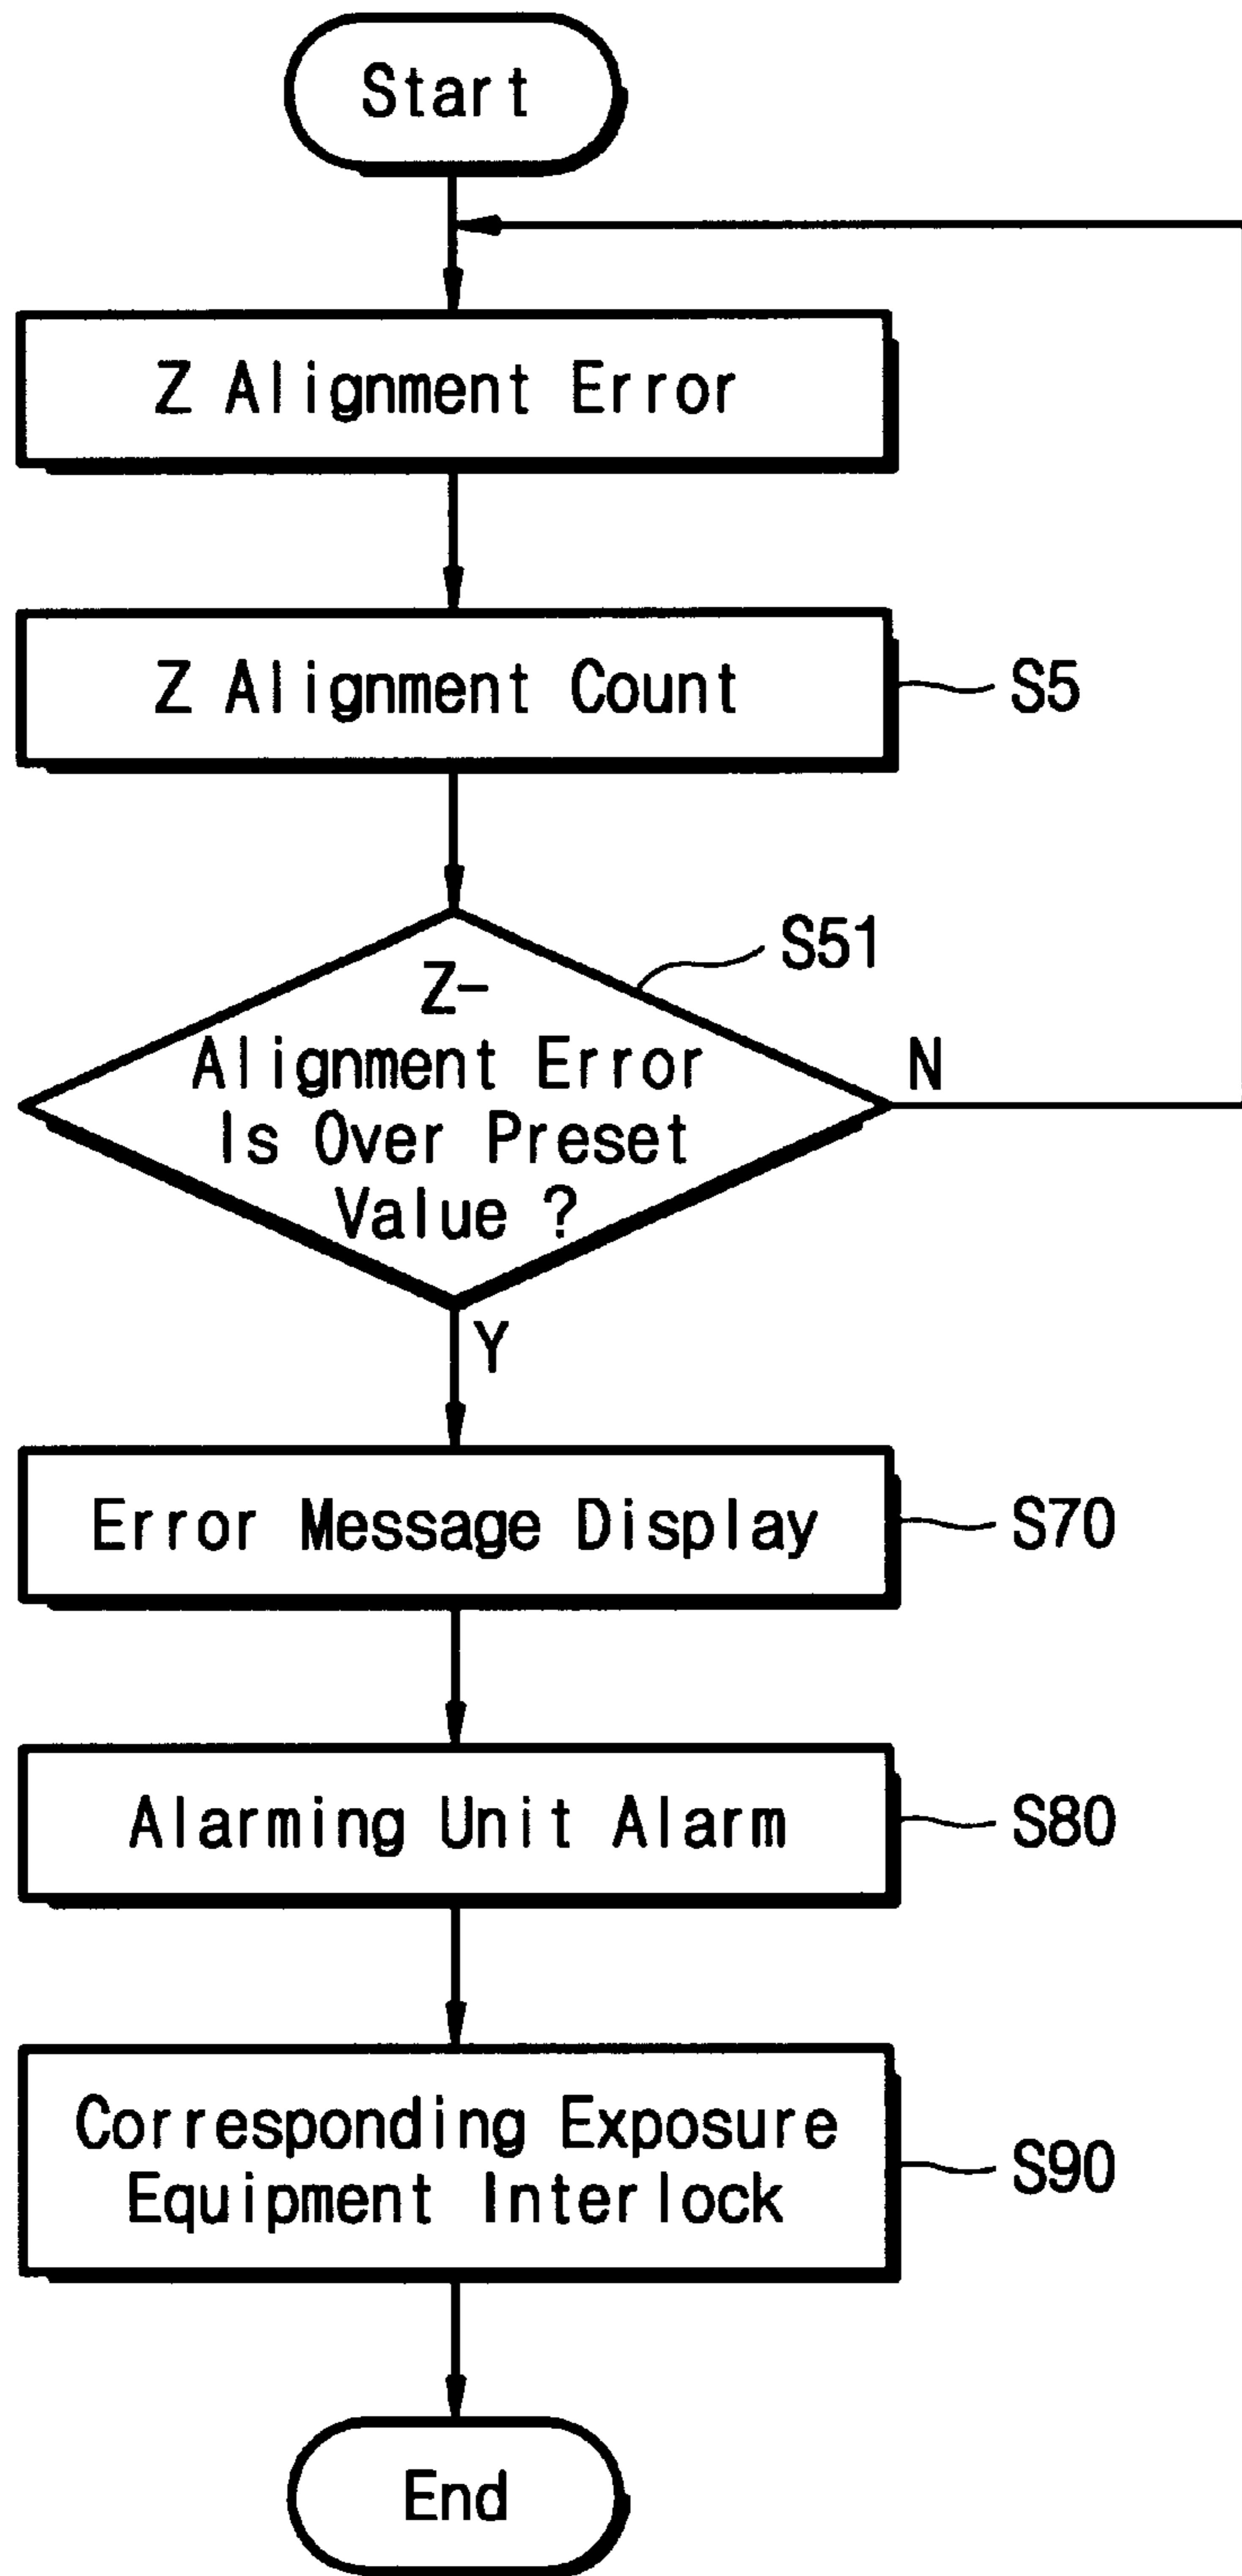 Start
Z Alignment Error
Z Alignment Count
S5
S51
Z-
Alignment Error
Is Over Preset
Value ?
N
Y
Error Message Display
S70
Alarming Unit Alarm
S80
Corresponding Exposure
Equipment Interlock
S90
End